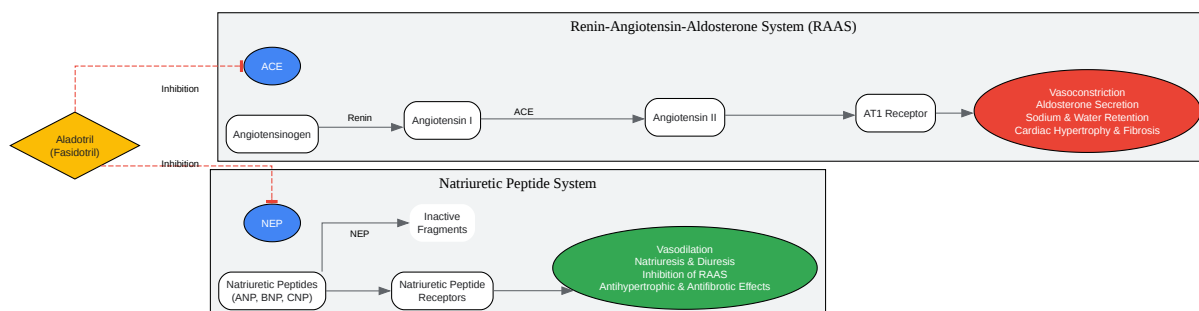 Renin-Angiotensin-Aldosterone System (RAAS)
ACE
Inhibition
Angiotensinogen
Renin
Angiotensin I
ACE
Angiotensin II
AT1 Receptor
Vasoconstriction
Aldosterone Secretion
Sodium & Water Retention
Cardiac Hypertrophy & Fibrosis
Aladotril
(Fasidotril)
Inhibition
Natriuretic Peptide System
NEP
Inactive
Fragments
NEP
Natriuretic Peptides
(ANP, BNP, CNP)
Natriuretic Peptide
Receptors
Vasodilation
Natriuresis & Diuresis
Inhibition of RAAS
Antihypertrophic & Antifibrotic Effects